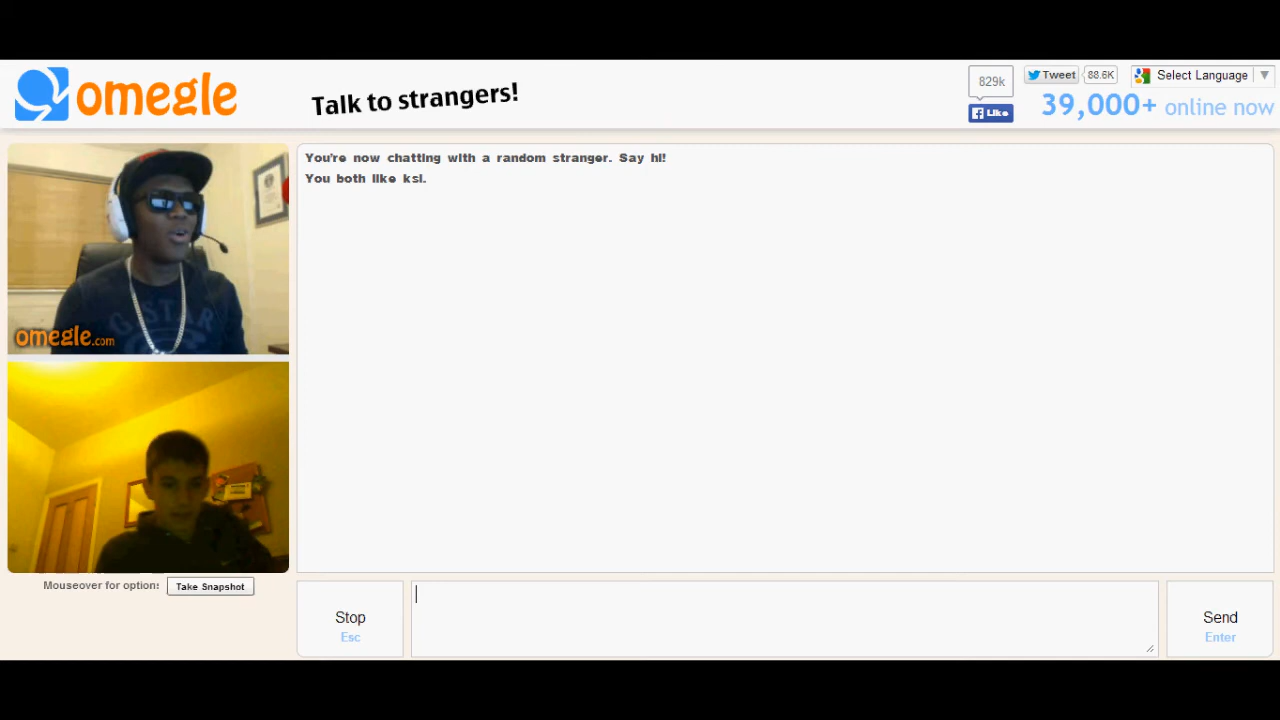 omegle
Talk to strangers!
829k
Like
Tweet
88.6K
Select Language
39,000+ online now
You're now chatting with a random stranger. Say hi!
You both like ksi.
G STAR
omegle.com
Mouseover for options
Take Snapshot
Stop
Esc
Send
Enter